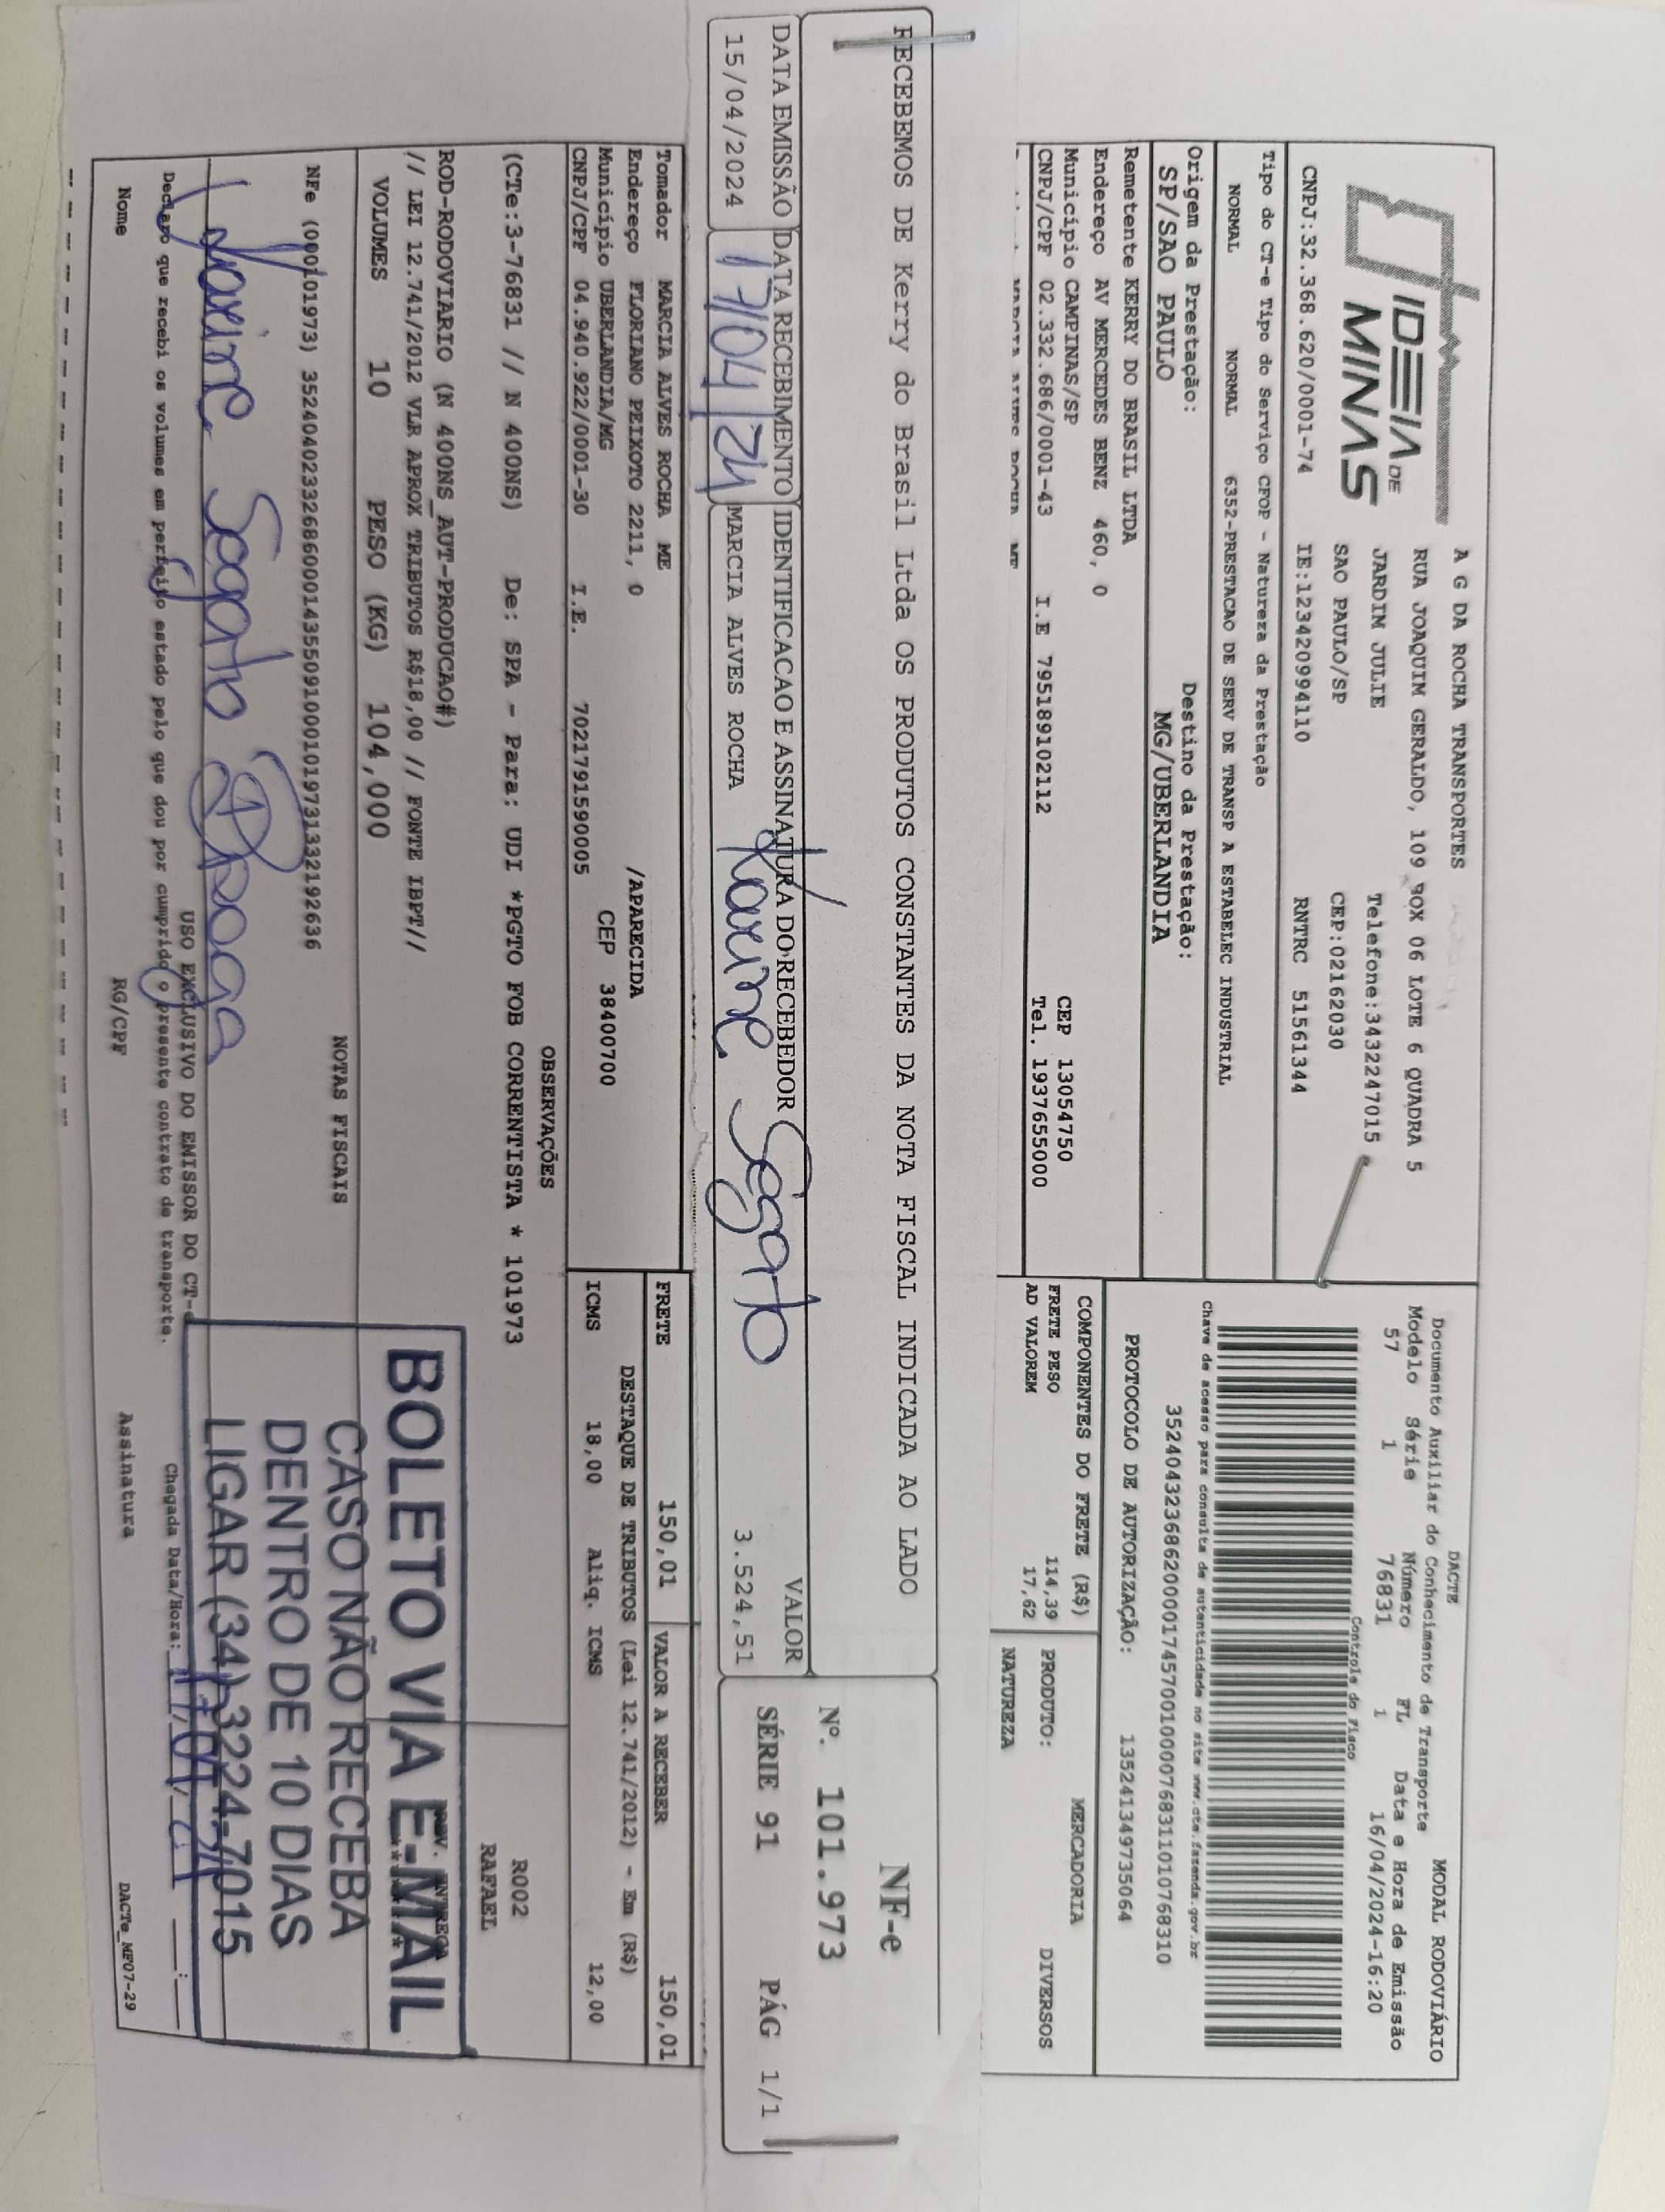 IDEIA DE
MINAS
A G DA ROCHA TRANSPORTES
RUA JOAQUIM GERALDO, 109 BOX 06 LOTE 6 QUADRA 5
JARDIM JULIE Telefone:3432247015
SAO PAULO/SP CEP:02162030
CNPJ:32.368.620/0001-74 IE:123420994110 RNTRC 51561344
Tipo do CT-e Tipo do Serviço CFOP - Natureza da Prestação
NORMAL NORMAL 6352-PRESTACAO DE SERV DE TRANSP A ESTABELEC INDUSTRIAL
Origem da Prestação: Destino da Prestação:
SP/SAO PAULO MG/UBERLANDIA
Remetente KERRY DO BRASIL LTDA
Endereço AV MERCEDES BENZ 460, 0
Município CAMPINAS/SP CEP 13054750
CNPJ/CPF 02.332.686/0001-43 I.E 795189102112 Tel. 1937655000
MARCIA ALVES ROCHA ME
DACTE
Documento Auxiliar do Conhecimento de Transporte MODAL RODOVIÁRIO
Modelo Série Número FL Data e Hora de Emissão
57 1 76831 1 16/04/2024-16:20
Controle do Fisco
Chave de acesso para consulta de autenticidade no site www.cte.fazenda.gov.br
35240432368620000174570010000768311010768310
PROTOCOLO DE AUTORIZAÇÃO: 135241349735064
COMPONENTES DO FRETE (R$)
FRETE PESO 114,39
AD VALOREM 17,62
MERCADORIA
PRODUTO: DIVERSOS
NATUREZA
RECEBEMOS DE Kerry do Brasil Ltda OS PRODUTOS CONSTANTES DA NOTA FISCAL INDICADA AO LADO
DATA EMISSÃO DATA RECEBIMENTO IDENTIFICACAO E ASSINATURA DO RECEBEDOR VALOR
15/04/2024 17/04/24 MARCIA ALVES ROCHA 3.524,51
NF-e
Nº. 101.973
SÉRIE 91 PÁG 1/1
Tomador MARCIA ALVES ROCHA ME
Endereço FLORIANO PEIXOTO 2211, 0 /APARECIDA
Município UBERLANDIA/MG CEP 38400700
CNPJ/CPF 04.940.922/0001-30 I.E. 7021791590005
FRETE 150,01 VALOR A RECEBER 150,01
DESTAQUE DE TRIBUTOS (Lei 12.741/2012) - Em (R$)
ICMS 18,00 Aliq. ICMS 12,00
OBSERVAÇÕES
(CTe:3-76831 // N 400NS) De: SPA - Para: UDI *PGTO FOB CORRENTISTA * 101973
R002
RAFAEL
ROD-RODOVIARIO (N 400NS_AUT-PRODUCAO#)
// LEI 12.741/2012 VLR APROX TRIBUTOS R$18,00 // FONTE IBPT//
VOLUMES 10 PESO (KG) 104,000
NOTAS FISCAIS
NFe (000101973) 35240402332686000143550910001019731332192636
BOLETO VIA E-MAIL
CASO NÃO RECEBA
DENTRO DE 10 DIAS
LIGAR (34) 3224-7015
USO EXCLUSIVO DO EMISSOR DO CT-e
Declaro que recebi os volumes em perfeito estado pelo que dou por cumprido o presente contrato de transporte.
Chegada Data/Hora:
Nome RG/CPF Assinatura DACTe_MF07-29